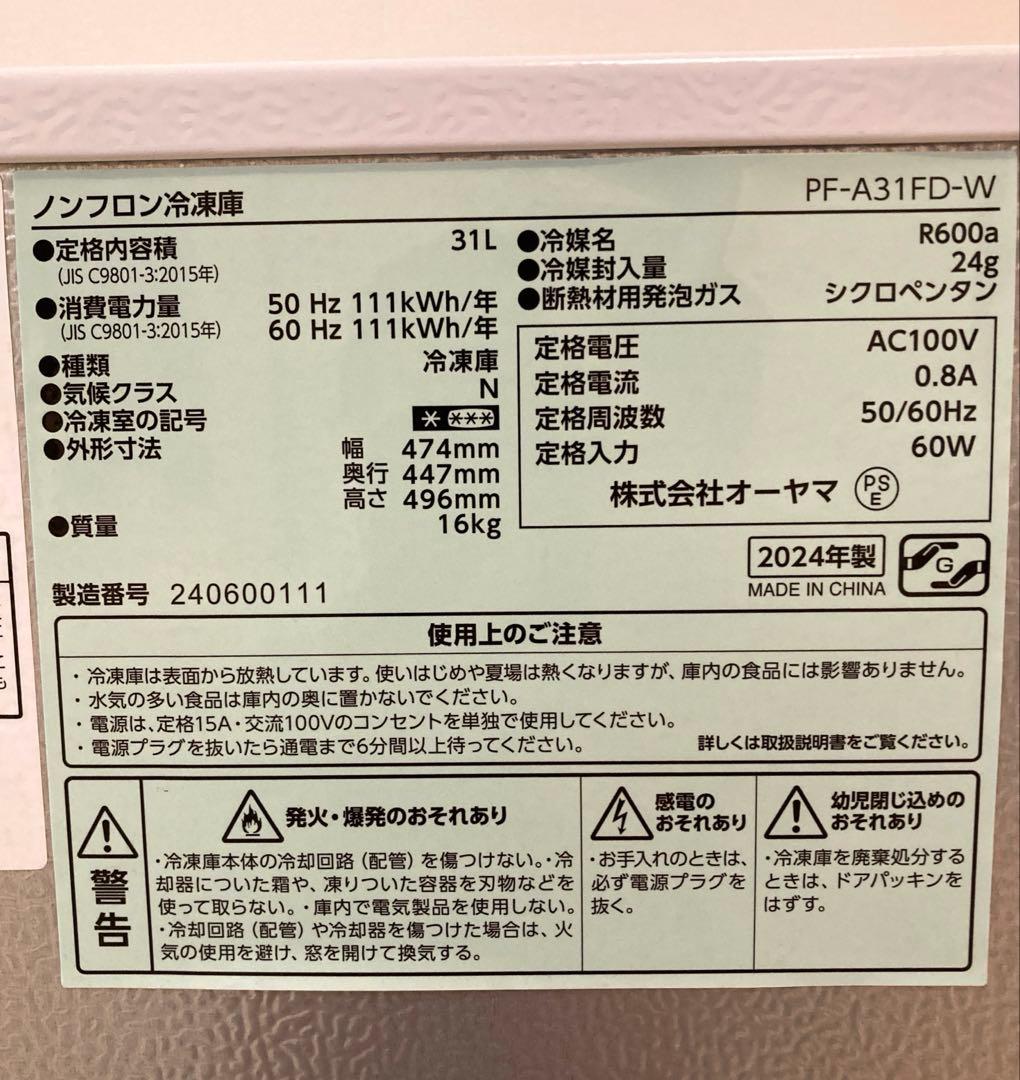 ノンフロン冷凍庫
PF-A31FD-W
●定格内容積 31L
(JIS C9801-3:2015年)
●消費電力量 50 Hz 111kWh/年
(JIS C9801-3:2015年) 60 Hz 111kWh/年
●種類 冷凍庫
●気候クラス N
●冷凍室の記号 * ***
●外形寸法 幅 474mm
奥行 447mm
高さ 496mm
●質量 16kg
●冷媒名 R600a
●冷媒封入量 24g
●断熱材用発泡ガス シクロペンタン
定格電圧 AC100V
定格電流 0.8A
定格周波数 50/60Hz
定格入力 60W
株式会社オーヤマ PSE
2024年製
MADE IN CHINA
G
製造番号 240600111
使用上のご注意
・冷凍庫は表面から放熱しています。使いはじめや夏場は熱くなりますが、庫内の食品には影響ありません。
・水気の多い食品は庫内の奥に置かないでください。
・電源は、定格15A・交流100Vのコンセントを単独で使用してください。
・電源プラグを抜いたら通電まで6分間以上待ってください。
詳しくは取扱説明書をご覧ください。
警告
発火・爆発のおそれあり
・冷凍庫本体の冷却回路（配管）を傷つけない。・冷
却器についた霜や、凍りついた容器を刃物などを
使って取らない。・庫内で電気製品を使用しない。
・冷却回路（配管）や冷却器を傷つけた場合は、火
気の使用を避け、窓を開けて換気する。
感電の
おそれあり
・お手入れのときは、
必ず電源プラグを
抜く。
幼児閉じ込めの
おそれあり
・冷凍庫を廃棄処分する
ときは、ドアパッキンを
はずす。